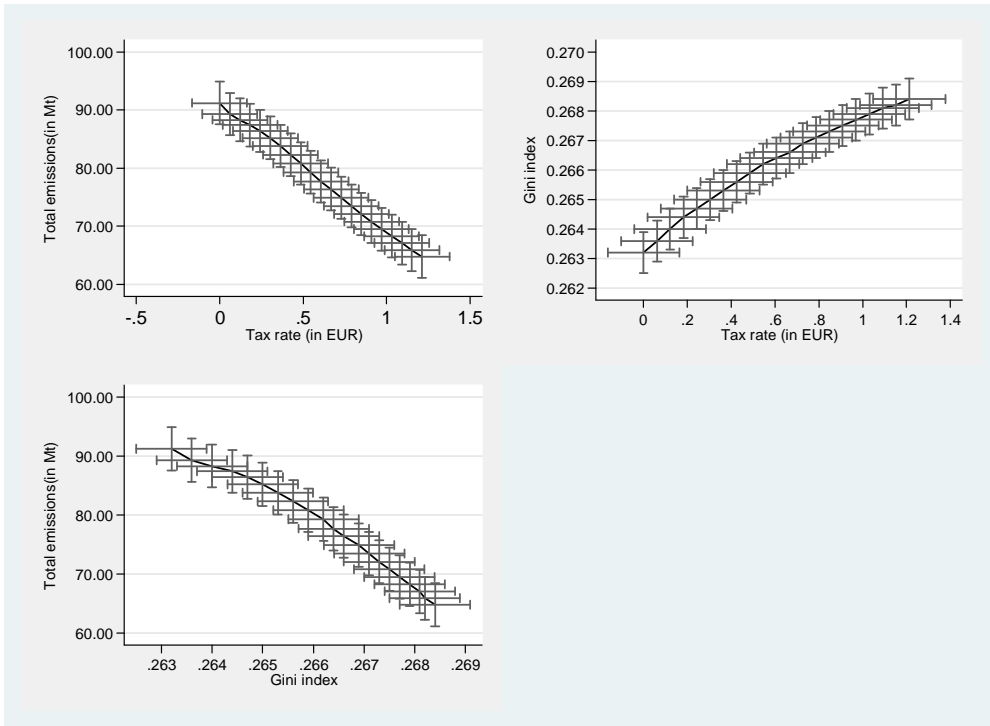 Total emissions(in Mt)
100.00
90.00
80.00
70.00
60.00
-.5 0 .5 1 1.5
Tax rate (in EUR)
Gini index
0.270
0.269
0.268
0.267
0.266
0.265
0.264
0.263
0.262
0 .2 .4 .6 .8 1 1.2 1.4
Tax rate (in EUR)
Total emissions(in Mt)
100.00
90.00
80.00
70.00
60.00
.263 .264 .265 .266 .267 .268 .269
Gini index